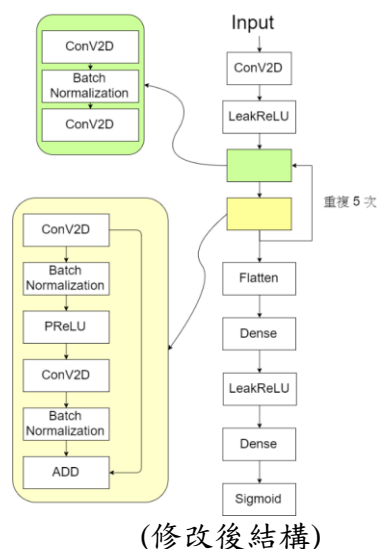 ConV2D
Batch
Normalization
ConV2D
Input
ConV2D
LeakReLU
重複 5 次
ConV2D
Batch
Normalization
PReLU
ConV2D
Batch
Normalization
ADD
Flatten
Dense
LeakReLU
Dense
Sigmoid
(修改後結構)